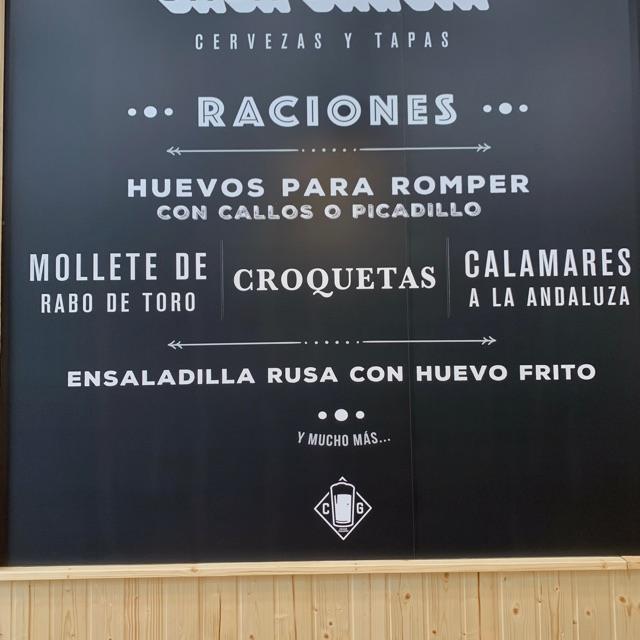 CERVEZAS Y TAPAS
RACIONES
HUEVOS PARA ROMPER
CON CALLOS O PICADILLO
MOLLETE DE
RABO DE TORO
CROQUETAS
CALAMARES
A LA ANDALUZA
ENSALADILLA RUSA CON HUEVO FRITO
Y MUCHO MÁS...
C G